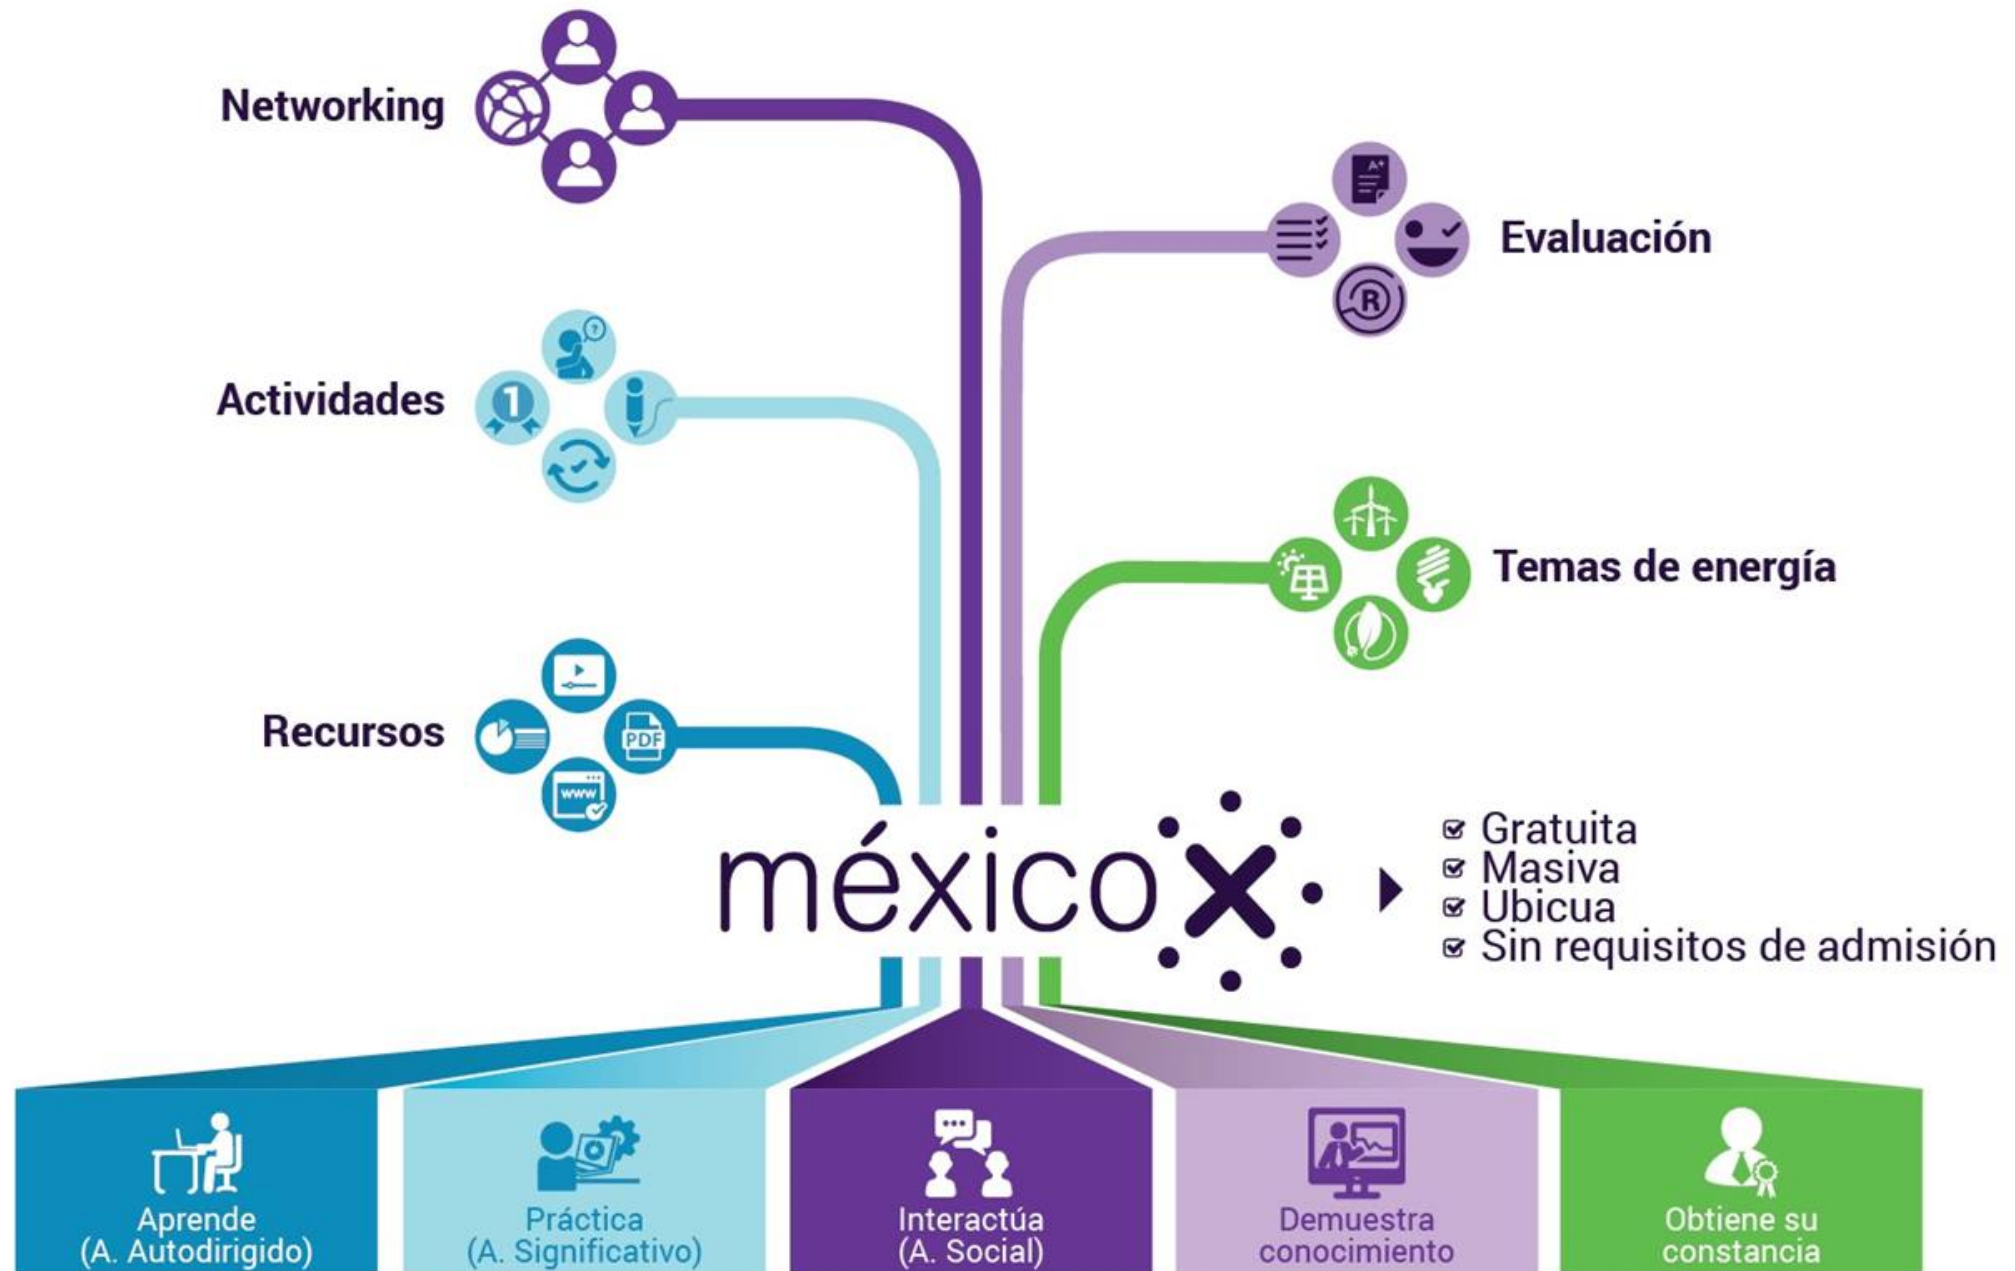 Networking
Evaluación
A+
R
Actividades
?
1
Temas de energía
Recursos
PDF
www
méxicoX
Gratuita
Masiva
Ubicua
Sin requisitos de admisión
Aprende
(A. Autodirigido)
Práctica
(A. Significativo)
Interactúa
(A. Social)
Demuestra
conocimiento
Obtiene su
constancia